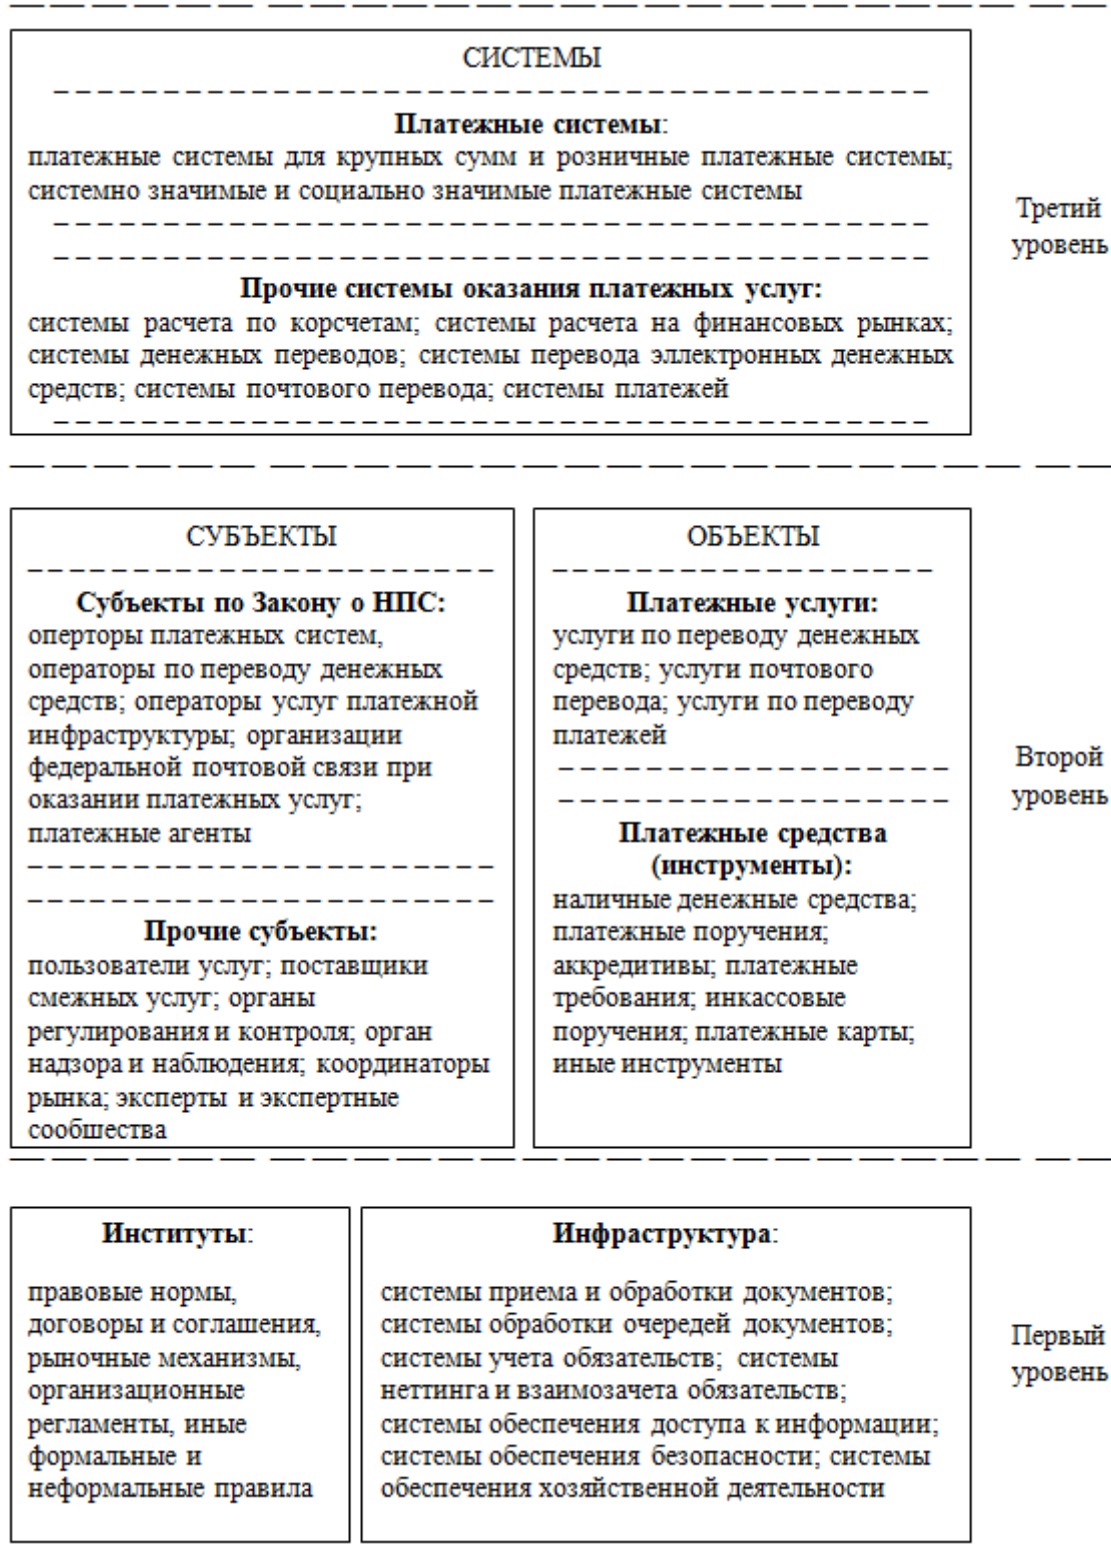 СИСТЕМЫ
Платежные системы:
платежные системы для крупных сумм и розничные платежные системы;
системно значимые и социально значимые платежные системы
Третий
уровень
Прочие системы оказания платежных услуг:
системы расчета по корсчетам; системы расчета на финансовых рынках;
системы денежных переводов; системы перевода эллектронных денежных
средств; системы почтового перевода; системы платежей
СУБЪЕКТЫ
Субъекты по Закону о НПС:
оперторы платежных систем,
операторы по переводу денежных
средств; операторы услуг платежной
инфраструктуры; организации
федеральной почтовой связи при
оказании платежных услуг;
платежные агенты
Прочие субъекты:
пользователи услуг; поставщики
смежных услуг; органы
регулирования и контроля; орган
надзора и наблюдения; координаторы
рынка; эксперты и экспертные
сообшества
ОБЪЕКТЫ
Платежные услуги:
услуги по переводу денежных
средств; услуги почтового
перевода; услуги по переводу
платежей
Платежные средства
(инструменты):
наличные денежные средства;
платежные поручения;
аккредитивы; платежные
требования; инкассовые
поручения; платежные карты;
иные инструменты
Второй
уровень
Институты:
правовые нормы,
договоры и соглашения,
рыночные механизмы,
организационные
регламенты, иные
формальные и
неформальные правила
Инфраструктура:
системы приема и обработки документов;
системы обработки очередей документов;
системы учета обязательств; системы
неттинга и взаимозачета обязательств;
системы обеспечения доступа к информации;
системы обеспечения безопасности; системы
обеспечения хозяйственной деятельности
Первый
уровень